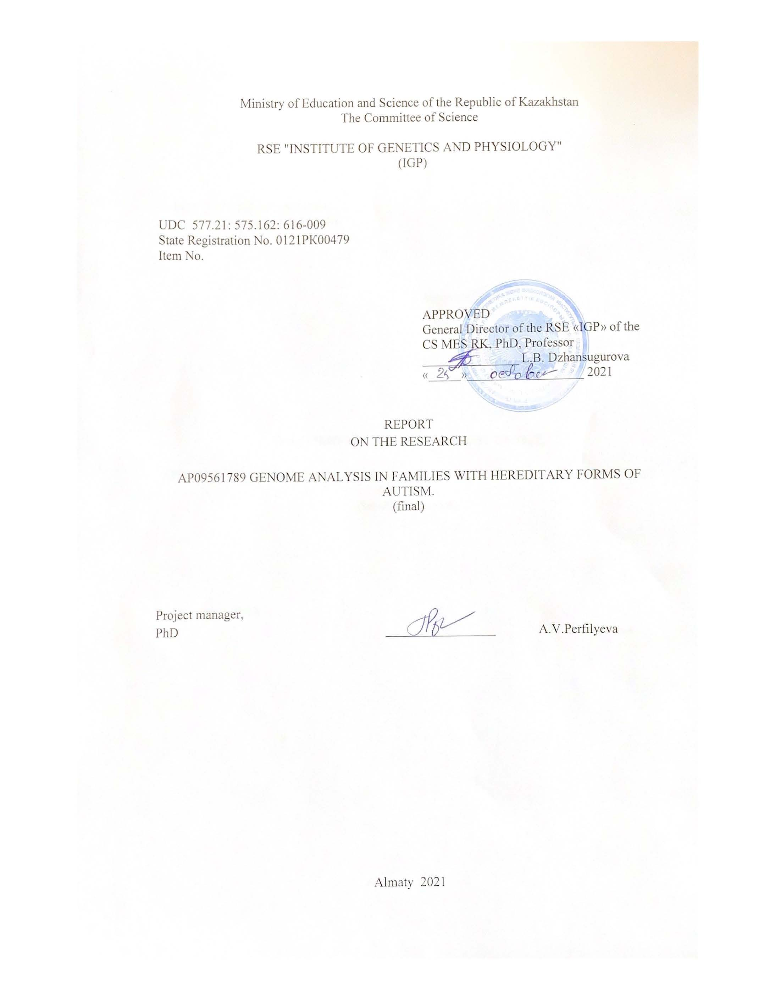 Ministry of Education and Science of the Republic of Kazakhstan
The Committee of Science
RSE "INSTITUTE OF GENETICS AND PHYSIOLOGY"
(IGP)
UDC 577.21: 575.162: 616-009
State Registration No. 0121РК00479
Item No.
APPROVED
General Director of the RSE «IGP» of the
CS MES RK, PhD, Professor
L.B. Dzhansugurova
« 25 » october 2021
REPORT
ON THE RESEARCH
AP09561789 GENOME ANALYSIS IN FAMILIES WITH HEREDITARY FORMS OF
AUTISM.
(final)
Project manager,
PhD
A.V.Perfilyeva
Almaty 2021